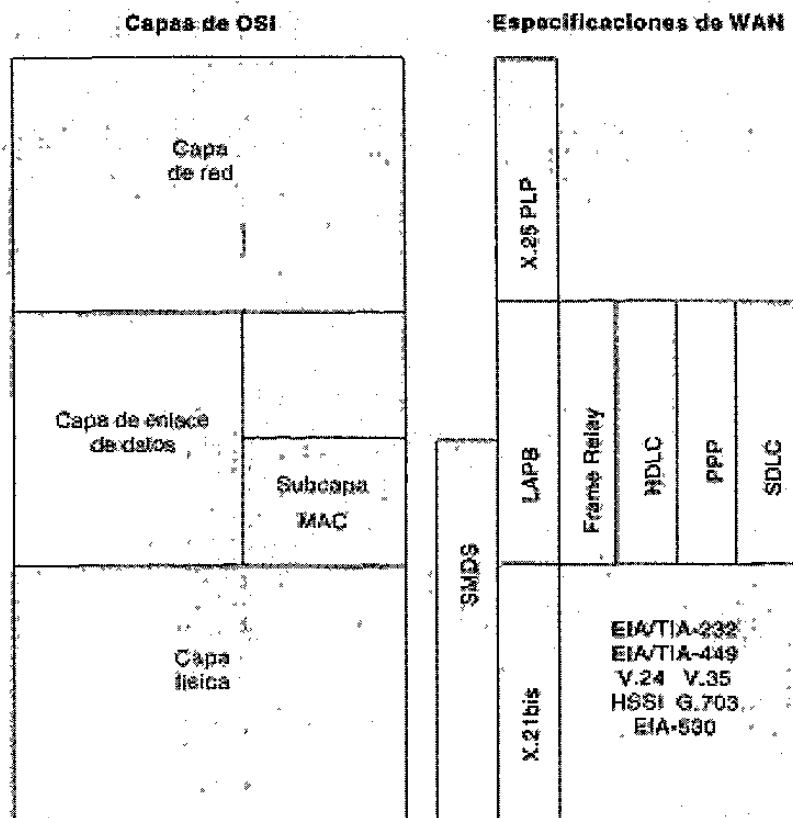 Capas de OSI
Especificaciones de WAN
Capa
de red
X.25 PLP
Capa de enlace
de datos
Subcapa
MAC
SMDS
LAPB
Frame Relay
HDLC
PPP
SDLC
Capa
física
X.21bis
EIA/TIA-232
EIA/TIA-449
V.24 V.35
HSSI G.703
EIA-530